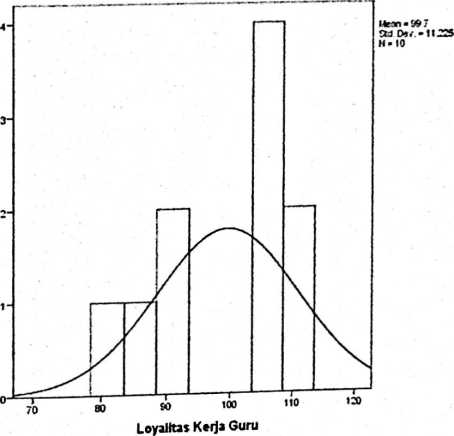 Mean = 99.7
Std. Dev. = 11.225
N = 10
4
3
2
1
0
70 80 90 100 110 120
Loyalitas Kerja Guru